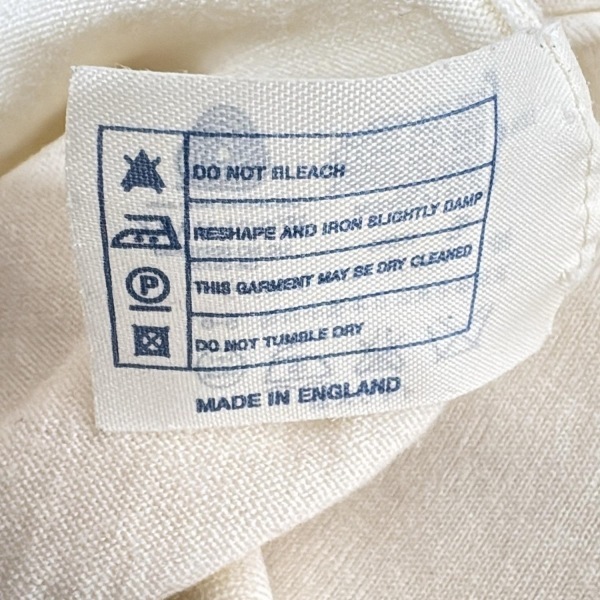 DO NOT BLEACH
RESHAPE AND IRON SLIGHTLY DAMP
P
THIS GARMENT MAY BE DRY CLEANED
DO NOT TUMBLE DRY
MADE IN ENGLAND